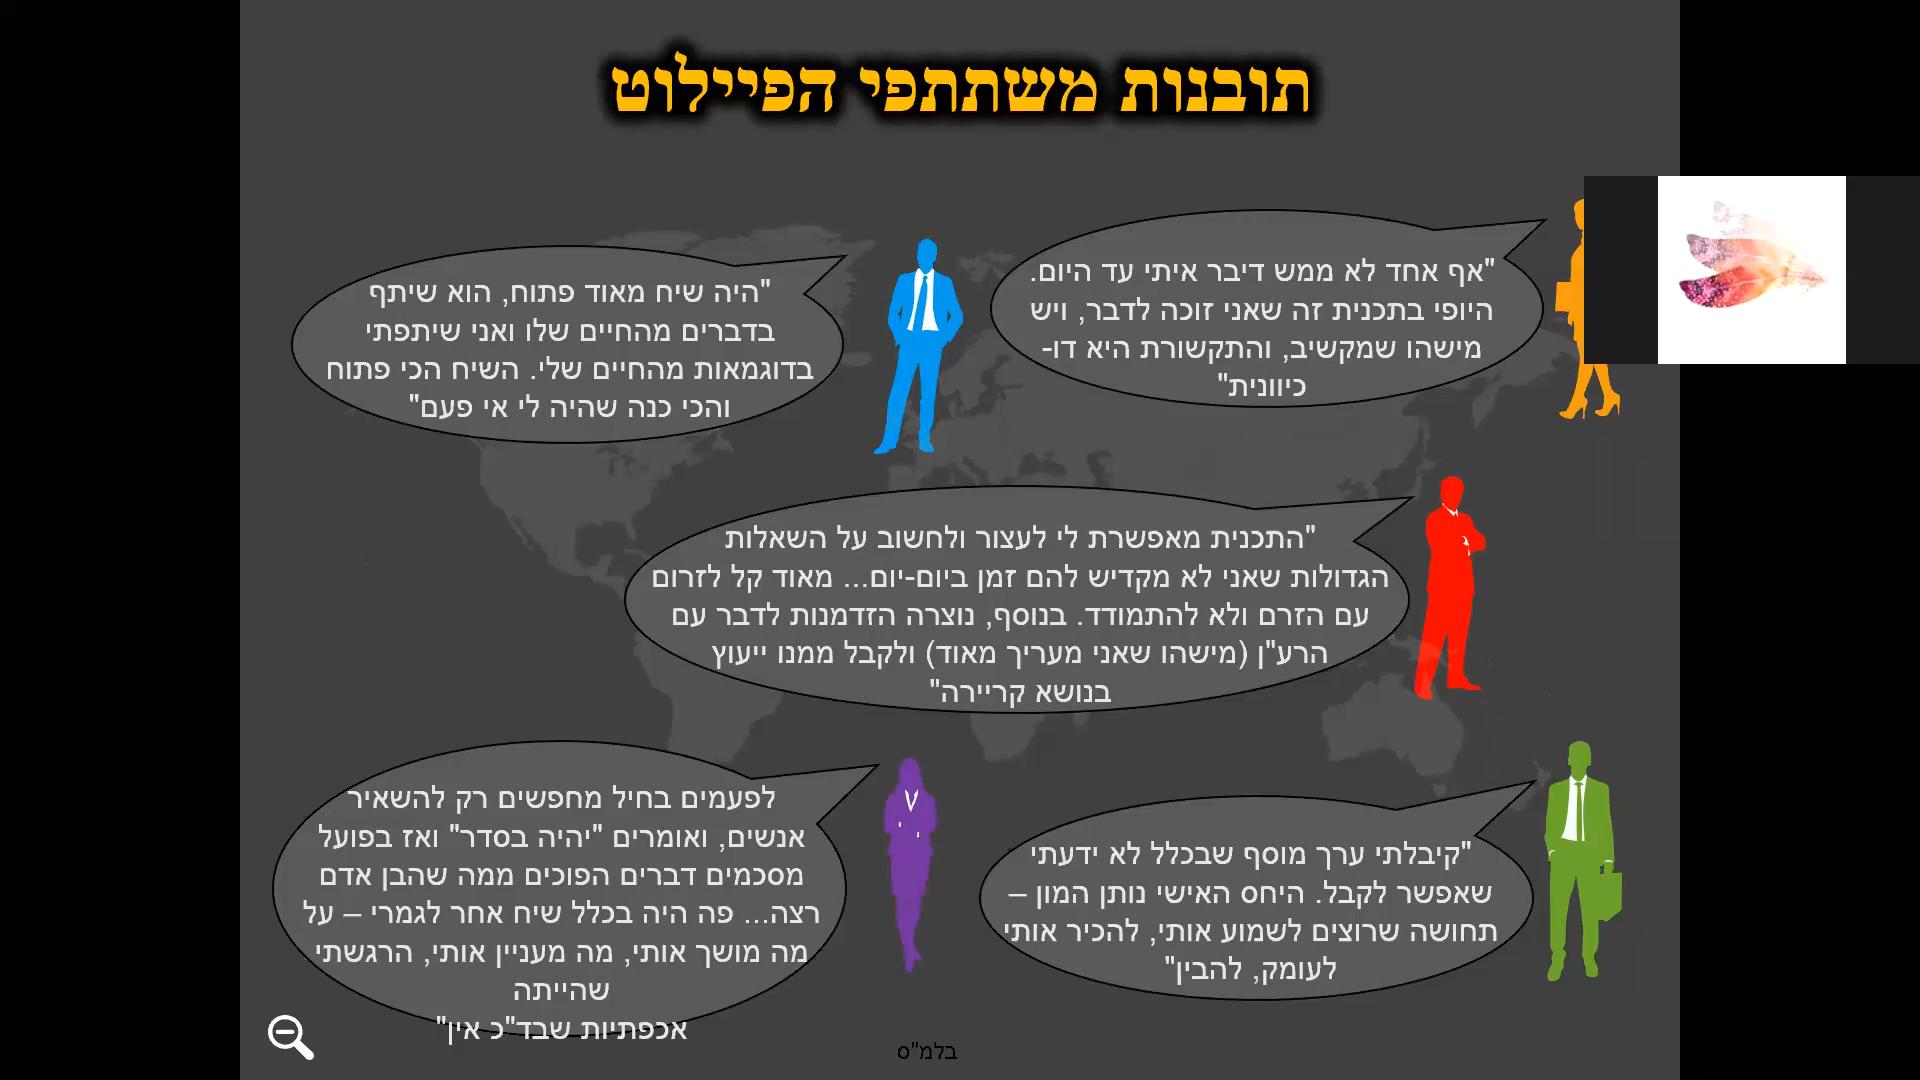 תובנות משתתפי הפיילוט
"אף אחד לא ממש דיבר איתי עד היום.
היופי בתכנית זה שאני זוכה לדבר, ויש
מישהו שמקשיב, והתקשורת היא דו-
כיוונית"
"היה שיח מאוד פתוח, הוא שיתף
בדברים מהחיים שלו ואני שיתפתי
בדוגמאות מהחיים שלי. השיח הכי פתוח
והכי כנה שהיה לי אי פעם"
"התכנית מאפשרת לי לעצור ולחשוב על השאלות
הגדולות שאני לא מקדיש להם זמן ביום-יום... מאוד קל לזרום
עם הזרם ולא להתמודד. בנוסף, נוצרה הזדמנות לדבר עם
הרע"ן (מישהו שאני מעריך מאוד) ולקבל ממנו ייעוץ
בנושא קריירה"
"קיבלתי ערך מוסף שבכלל לא ידעתי
שאפשר לקבל. היחס האישי נותן המון –
תחושה שרוצים לשמוע אותי, להכיר אותי
לעומק, להבין"
לפעמים בחיל מחפשים רק להשאיר
אנשים, ואומרים "יהיה בסדר" ואז בפועל
מסכמים דברים הפוכים ממה שהבן אדם
רצה... פה היה בכלל שיח אחר לגמרי – על
מה מושך אותי, מה מעניין אותי, הרגשתי
שהייתה
אכפתיות שבד"כ אין"
בלמ"ס